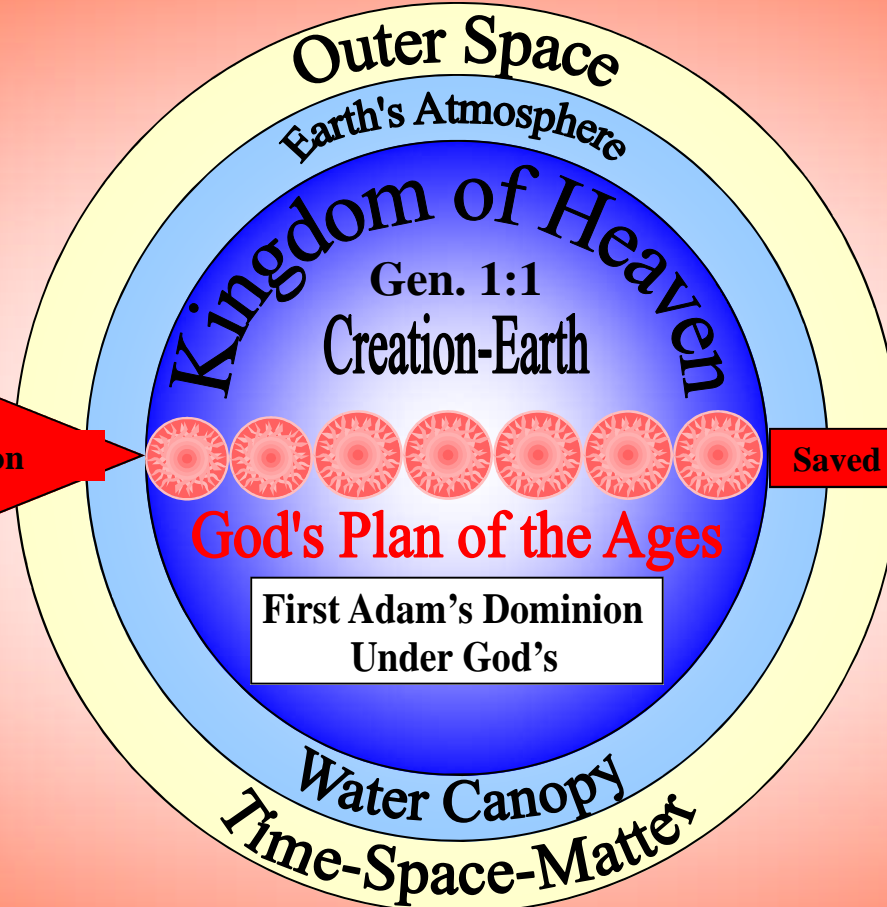 Outer Space
Earth's Atmosphere
Kingdom of Heaven
Gen. 1:1
Creation-Earth
on
Saved
God's Plan of the Ages
First Adam’s Dominion
Under God’s
Water Canopy
Time-Space-Matter